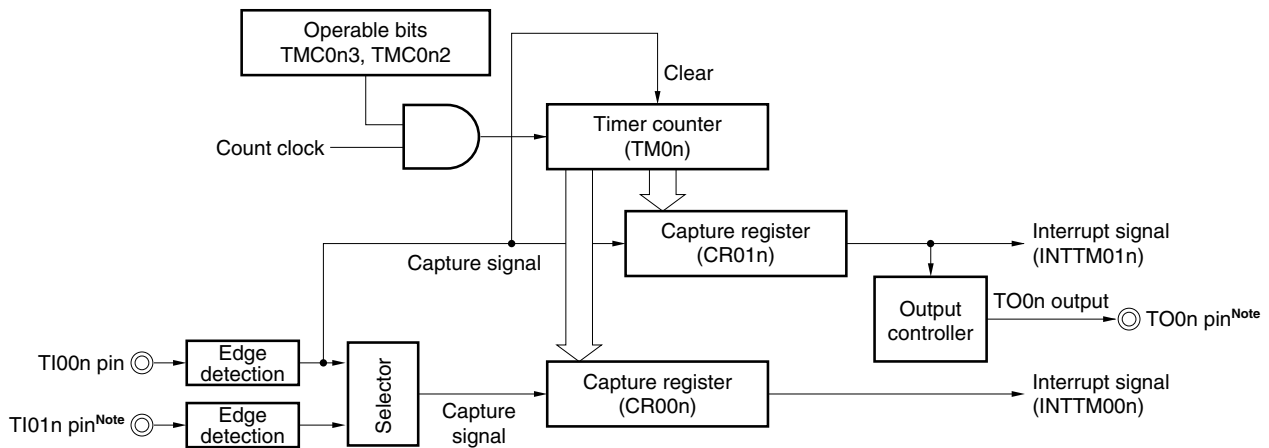 Operable bits
TMC0n3, TMC0n2
Clear
Timer counter
(TM0n)
Count clock
Capture register
(CR01n)
Interrupt signal
(INTTM01n)
Capture signal
Output
controller
TO0n output
TO0n pinNote
TI00n pin
Edge
detection
Selector
Capture register
(CR00n)
Interrupt signal
(INTTM00n)
TI01n pinNote
Edge
detection
Capture
signal